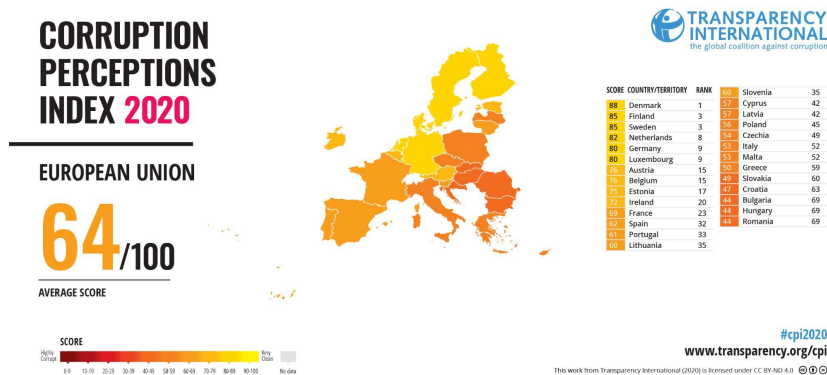 CORRUPTION
PERCEPTIONS
INDEX 2020
EUROPEAN UNION
64/100
AVERAGE SCORE
TRANSPARENCY
INTERNATIONAL
the global coalition against corruption
SCORE COUNTRY/TERRITORY RANK
88 Denmark 1
85 Finland 3
85 Sweden 3
82 Netherlands 8
80 Germany 9
80 Luxembourg 9
76 Austria 15
76 Belgium 15
75 Estonia 17
72 Ireland 20
69 France 23
62 Spain 32
61 Portugal 33
60 Lithuania 35
60 Slovenia 35
57 Cyprus 42
57 Latvia 42
56 Poland 45
54 Czechia 49
53 Italy 52
53 Malta 52
50 Greece 59
49 Slovakia 60
47 Croatia 63
44 Bulgaria 69
44 Hungary 69
44 Romania 69
SCORE
Highly Corrupt
Very Clean
0-9 10-19 20-29 30-39 40-49 50-59 60-69 70-79 80-89 90-100 No data
#cpi2020
www.transparency.org/cpi
This work from Transparency International (2020) is licensed under CC BY-ND 4.0